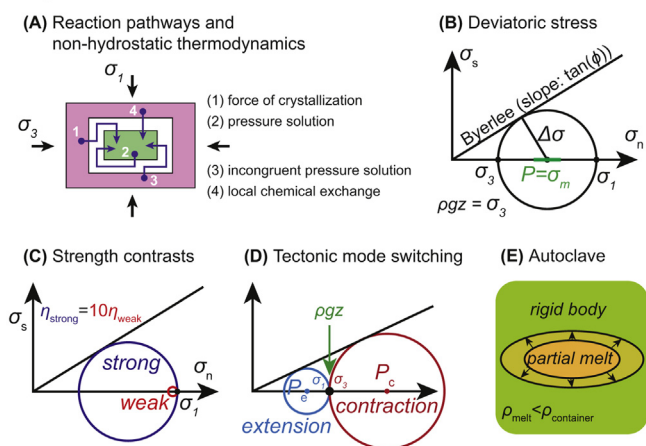 (A) Reaction pathways and
non-hydrostatic thermodynamics
σ1
σ3
1
4
2
3
(1) force of crystallization
(2) pressure solution
(3) incongruent pressure solution
(4) local chemical exchange
(B) Deviatoric stress
σs
Byerlee (slope: tan(ϕ))
Δσ
σn
σ3
P=σm
σ1
ρgz = σ3
(C) Strength contrasts
ηstrong=10ηweak
σs
strong
σn
weak
σ1
(D) Tectonic mode switching
ρgz
Pe
σ1
σ3
Pc
extension
contraction
(E) Autoclave
rigid body
partial melt
ρmelt<ρcontainer